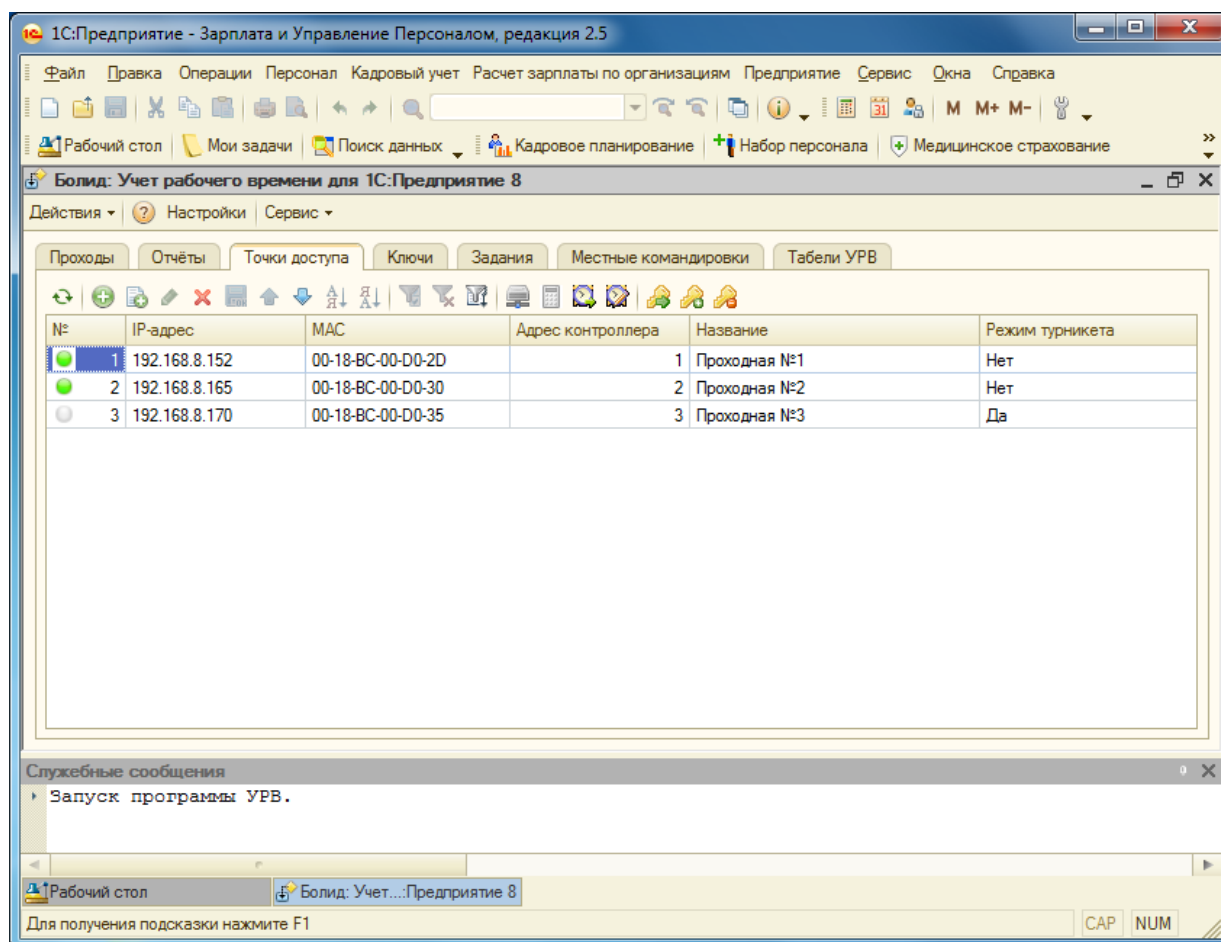 1С:Предприятие - Зарплата и Управление Персоналом, редакция 2.5
Файл Правка Операции Персонал Кадровый учет Расчет зарплаты по организациям Предприятие Сервис Окна Справка
M M+ M-
Рабочий стол Мои задачи Поиск данных Кадровое планирование Набор персонала Медицинское страхование
Болид: Учет рабочего времени для 1С:Предприятие 8
Действия Настройки Сервис
Проходы Отчёты Точки доступа Ключи Задания Местные командировки Табели УРВ
№ IP-адрес MAC Адрес контроллера Название Режим турникета
1 192.168.8.152 00-18-BC-00-D0-2D 1 Проходная №1 Нет
2 192.168.8.165 00-18-BC-00-D0-30 2 Проходная №2 Нет
3 192.168.8.170 00-18-BC-00-D0-35 3 Проходная №3 Да
Служебные сообщения
Запуск программы УРВ.
Рабочий стол Болид: Учет...:Предприятие 8
Для получения подсказки нажмите F1 CAP NUM